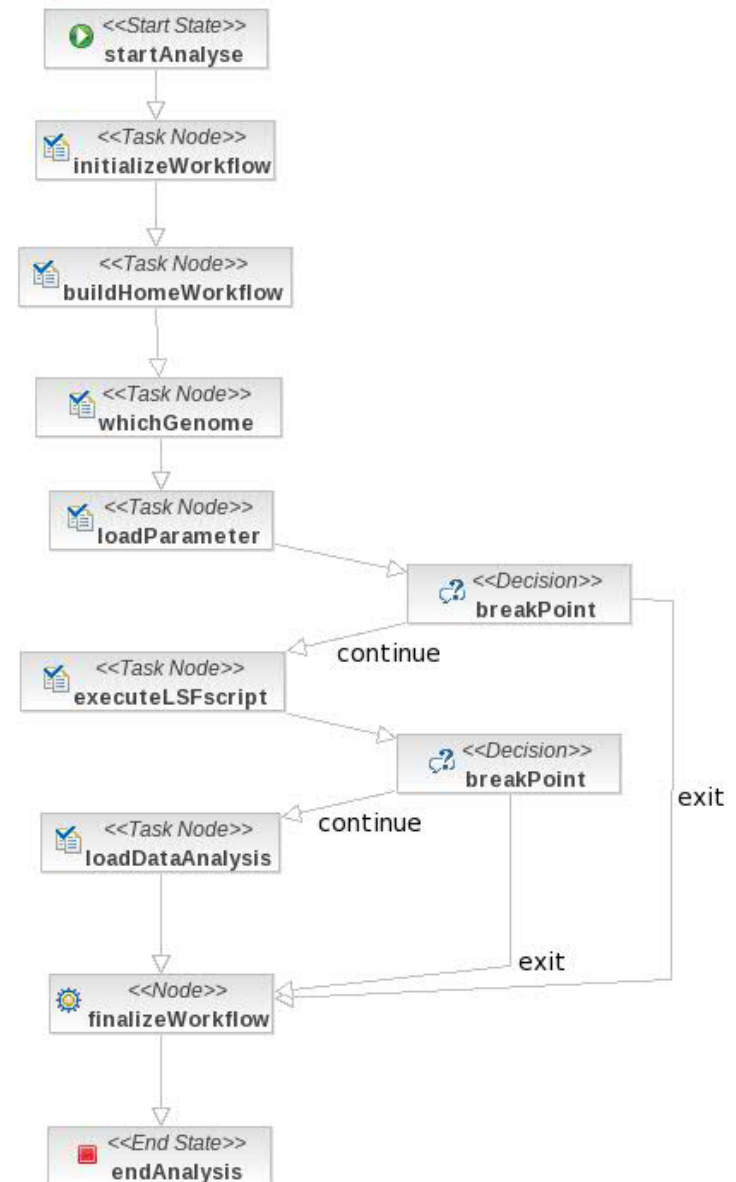 <<Start State>>
startAnalyse
<<Task Node>>
initializeWorkflow
<<Task Node>>
buildHomeWorkflow
<<Task Node>>
whichGenome
<<Task Node>>
loadParameter
<<Decision>>
breakPoint
continue
<<Task Node>>
executeLSFscript
<<Decision>>
breakPoint
exit
continue
<<Task Node>>
loadDataAnalysis
exit
<<Node>>
finalizeWorkflow
<<End State>>
endAnalysis